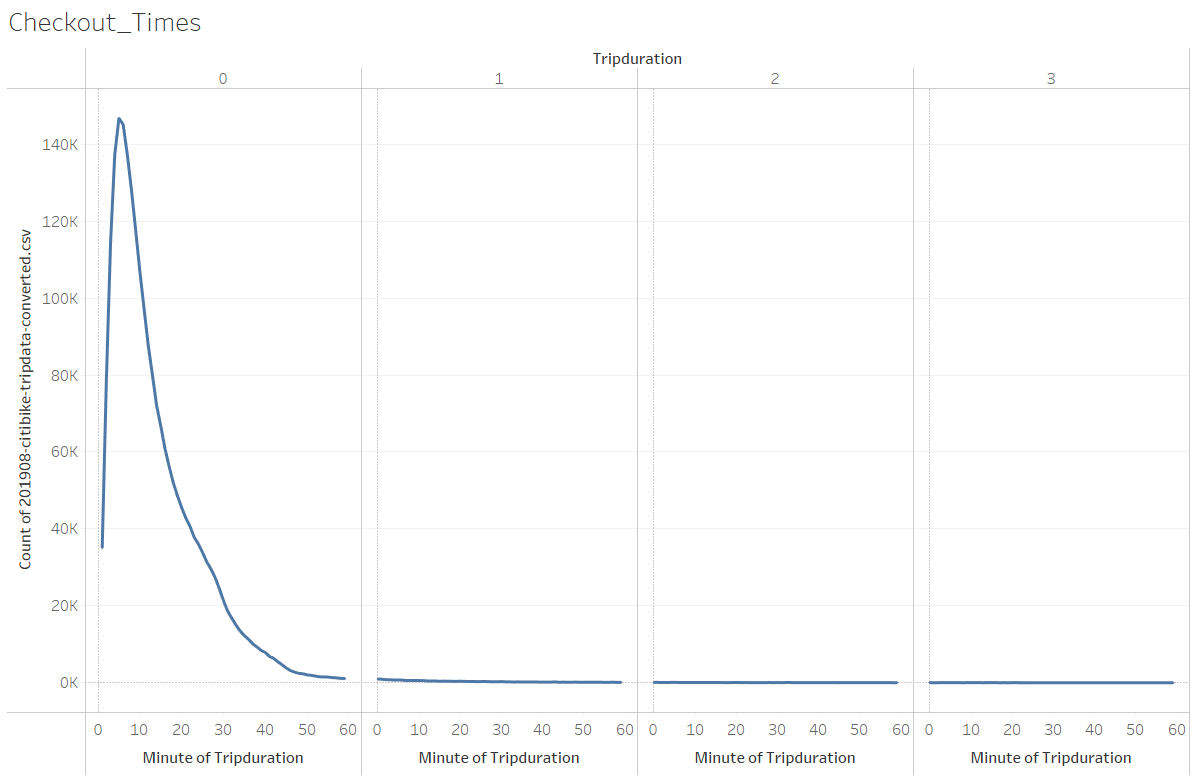 Checkout_Times
Tripduration
0 1 2 3
Count of 201908-citibike-tripdata-converted.csv
140K
120K
100K
80K
60K
40K
20K
0K
0 10 20 30 40 50 60 0 10 20 30 40 50 60 0 10 20 30 40 50 60 0 10 20 30 40 50 60
Minute of Tripduration Minute of Tripduration Minute of Tripduration Minute of Tripduration